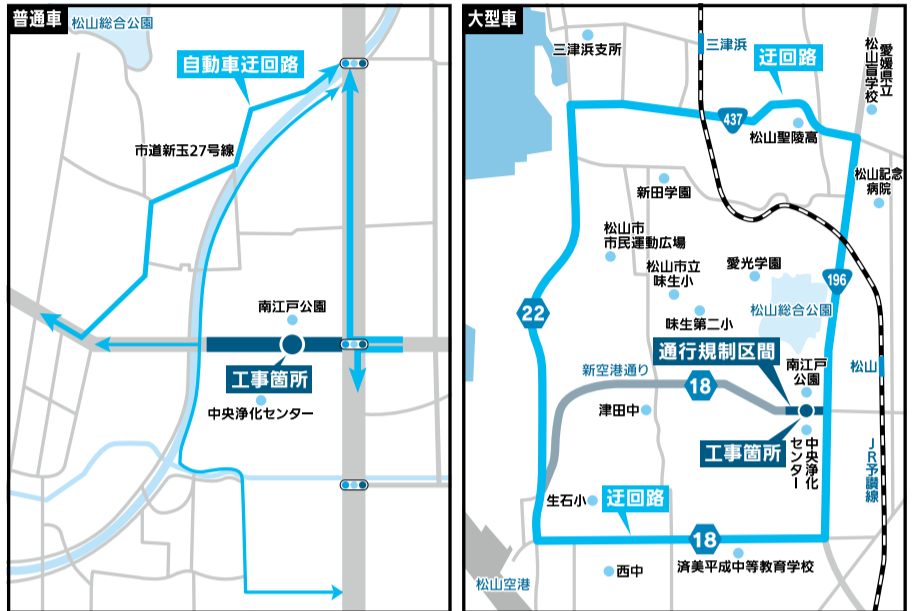 普通車
松山総合公園
自動車迂回路
市道新玉27号線
南江戸公園
工事箇所
中央浄化センター
大型車
三津浜支所
三津浜
迂回路
愛媛県立
松山盲学校
437
松山聖陵高
松山記念
病院
新田学園
松山市
市民運動広場
松山市立
味生小
愛光学園
196
松山総合公園
22
味生第二小
通行規制区間
新空港通り
18
南江戸
公園
松山
津田中
工事箇所
中央浄化
センター
JR予讃線
生石小
迂回路
18
松山空港
西中
済美平成中等教育学校